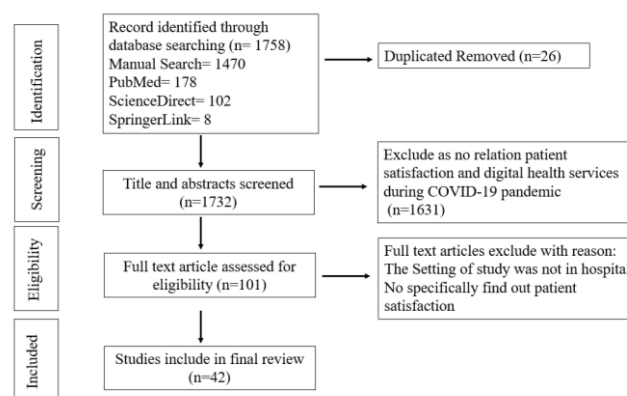 Identification
Record identified through
database searching (n= 1758)
Manual Search= 1470
PubMed= 178
ScienceDirect= 102
SpringerLink= 8
Duplicated Removed (n=26)
Screening
Title and abstracts screened
(n=1732)
Exclude as no relation patient
satisfaction and digital health services
during COVID-19 pandemic
(n=1631)
Eligibility
Full text article assessed for
eligibility (n=101)
Full text articles exclude with reason:
The Setting of study was not in hospital
No specifically find out patient
satisfaction
Included
Studies include in final review
(n=42)